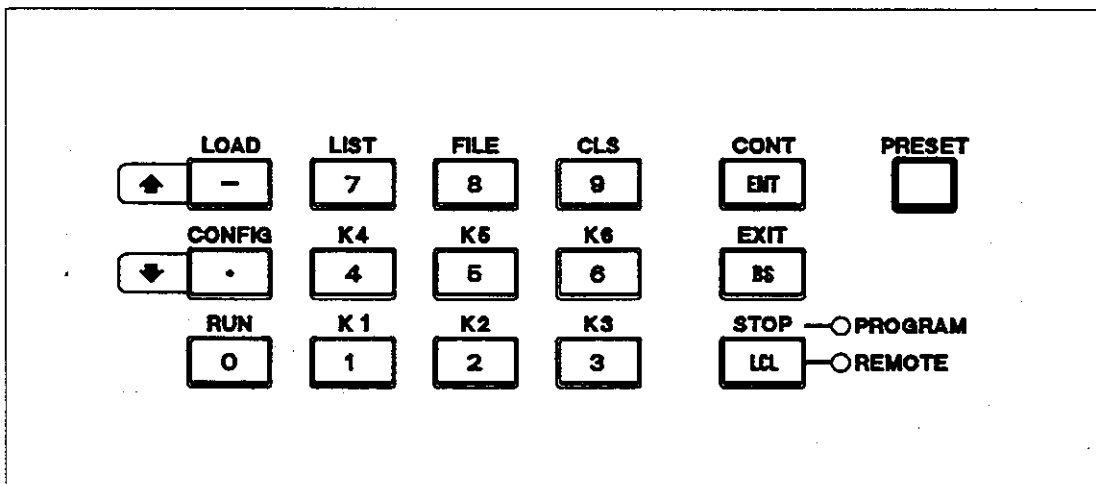 LOAD LIST FILE CLS CONT PRESET
- 7 8 9 ENT
CONFIG K4 K5 K6 EXIT
. 4 5 6 BS
RUN K1 K2 K3 STOP PROGRAM
0 1 2 3 LCL REMOTE